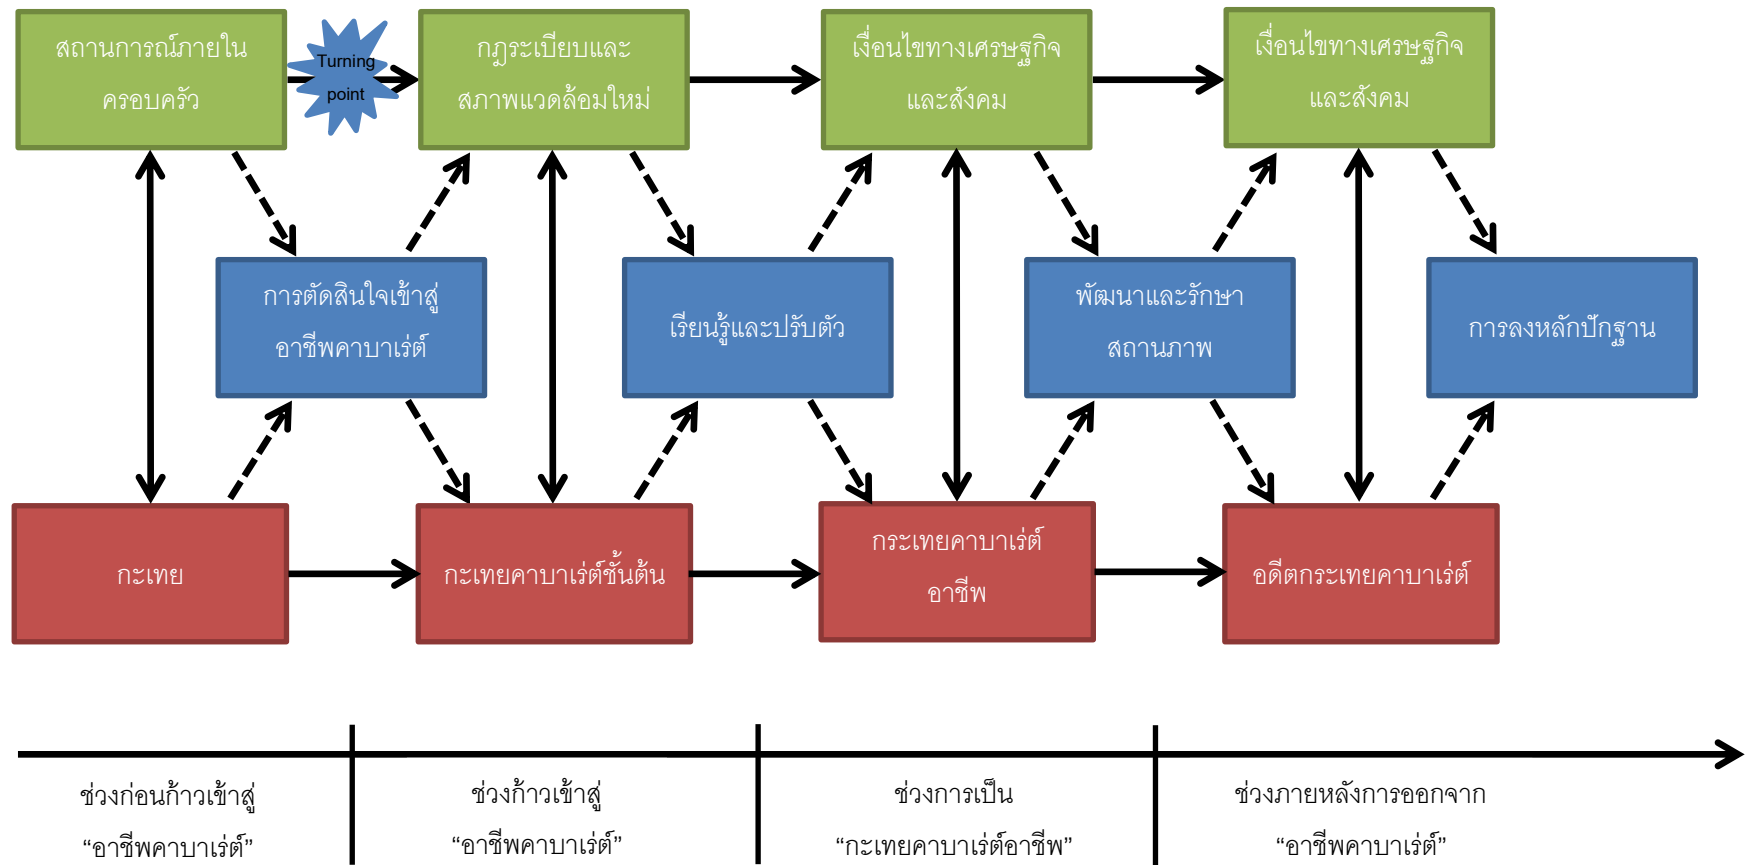 สถานการณ์ภายใน
ครอบครัว
Turning
point
กฎระเบียบและ
สภาพแวดล้อมใหม่
เงื่อนไขทางเศรษฐกิจ
และสังคม
เงื่อนไขทางเศรษฐกิจ
และสังคม
การตัดสินใจเข้าสู่
อาชีพคาบาเร่ต์
เรียนรู้และปรับตัว
พัฒนาและรักษา
สถานภาพ
การลงหลักปักฐาน
กะเทย
กะเทยคาบาเร่ต์ชั้นต้น
กระเทยคาบาเร่ต์
อาชีพ
อดีตกระเทยคาบาเร่ต์
ช่วงก่อนก้าวเข้าสู่
“อาชีพคาบาเร่ต์”
ช่วงก้าวเข้าสู่
“อาชีพคาบาเร่ต์”
ช่วงการเป็น
“กะเทยคาบาเร่ต์อาชีพ”
ช่วงภายหลังการออกจาก
“อาชีพคาบาเร่ต์”